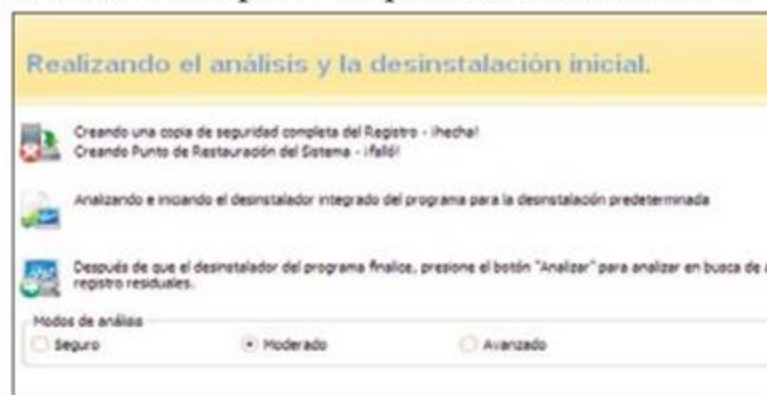 Realizando el análisis y la desinstalación inicial.
Creando una copia de seguridad completa del Registro - ¡hecha!
Creando Punto de Restauración del Sistema - ¡falló!
Analizando e iniciando el desinstalador integrado del programa para la desinstalación predeterminada
Después de que el desinstalador del programa finalice, presione el botón "Analizar" para analizar en busca de
registro residuales.
Modos de análisis
Seguro
Moderado
Avanzado